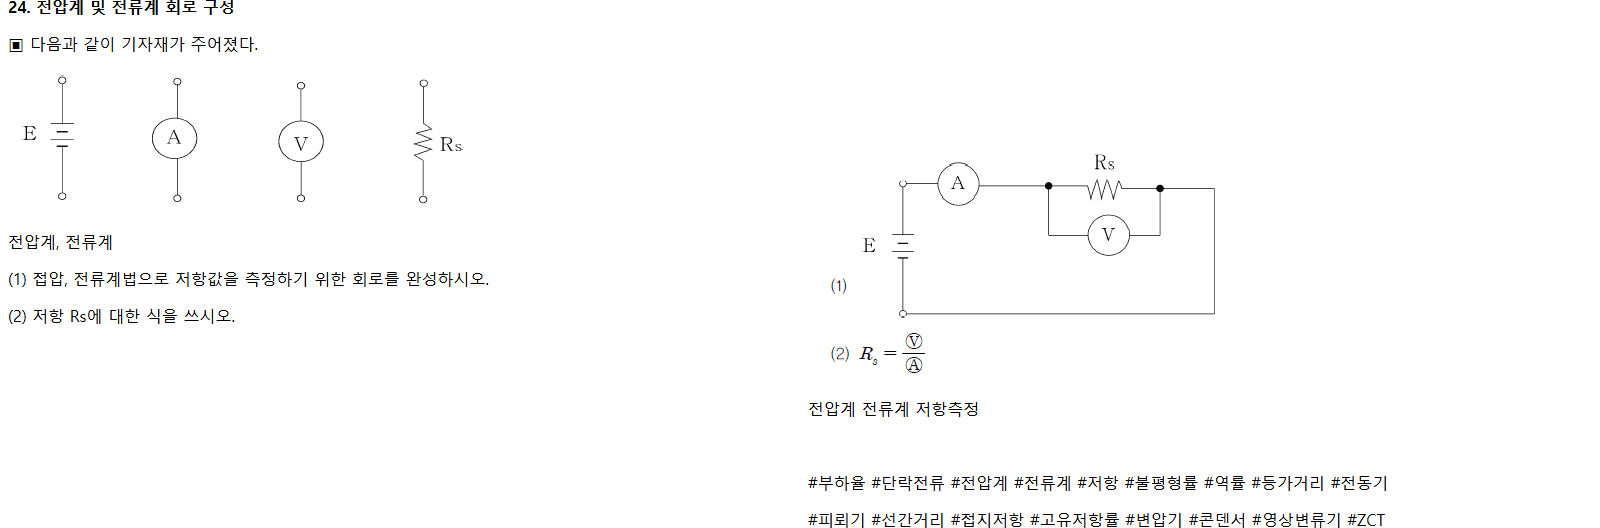 24. 전압계 및 전류계 회로 구성
▣ 다음과 같이 기자재가 주어졌다.
E
A
V
Rs
전압계, 전류계
(1) 접압, 전류계법으로 저항값을 측정하기 위한 회로를 완성하시오.
(2) 저항 Rs에 대한 식을 쓰시오.
Rs
A
V
E
(1)
(2) Rs = Ⓥ/Ⓐ
전압계 전류계 저항측정
#부하율 #단락전류 #전압계 #전류계 #저항 #불평형률 #역률 #등가거리 #전동기
#피뢰기 #선간거리 #접지저항 #고유저항률 #변압기 #콘덴서 #영상변류기 #ZCT